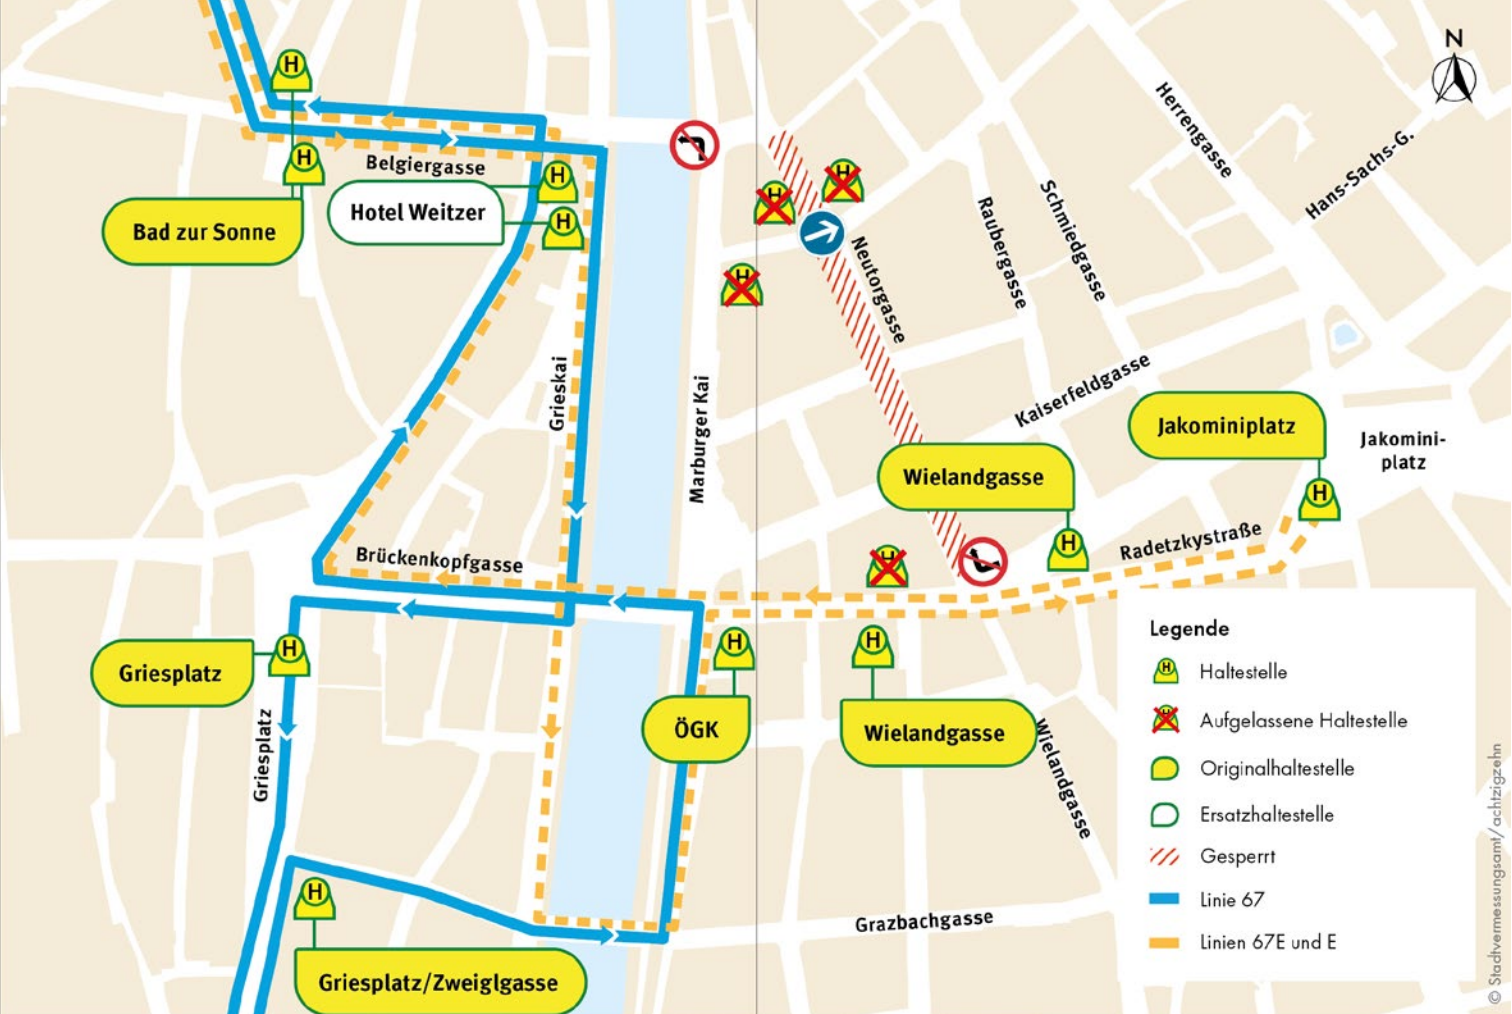 N
H
H
Belgiergasse
Bad zur Sonne
Hotel Weitzer
H
H
H
H
H
Herrengasse
Hans-Sachs-G.
Schmiedgasse
Raubergasse
Neutorgasse
Kaiserfeldgasse
Grieskai
Marburger Kai
Jakominiplatz
Jakomini-
platz
H
Wielandgasse
H
H
Radetzkystraße
Brückenkopfgasse
Griesplatz
H
Griesplatz
H
ÖGK
H
Wielandgasse
Wielandgasse
Grazbachgasse
H
Griesplatz/Zweiglgasse
Legende
H
Haltestelle
H
Aufgelassene Haltestelle
Originalhaltestelle
Ersatzhaltestelle
Gesperrt
Linie 67
Linien 67E und E
© Stadtvermessungsamt/achtzigzehn